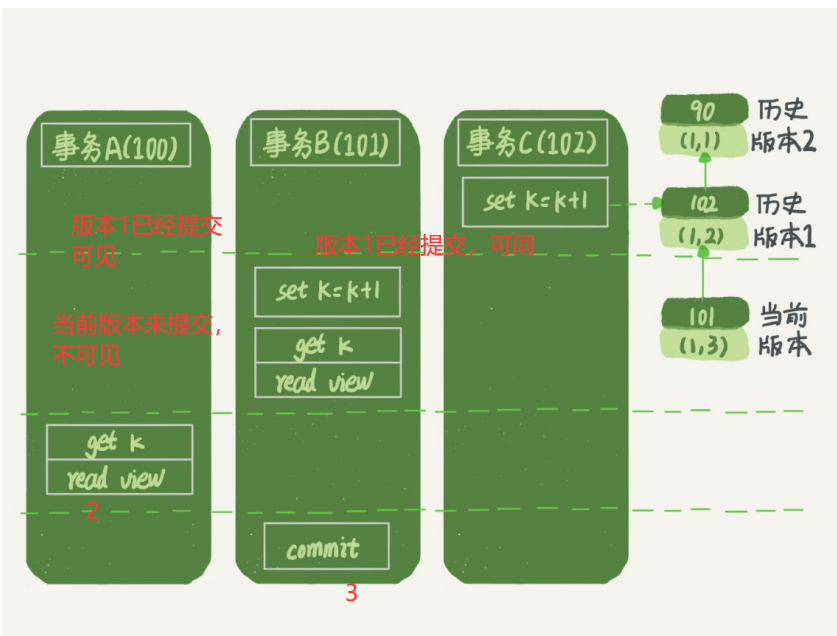 事务A(100)
事务B(101)
事务C(102)
90
(1,1)
历史
版本2
set k=k+1
102
(1,2)
历史
版本1
版本1已经提交
可见
版本1已经提交，可间
set k=k+1
get k
read view
101
(1,3)
当前
版本
当前版本未提交，
不可见
get k
read view
2
commit
3